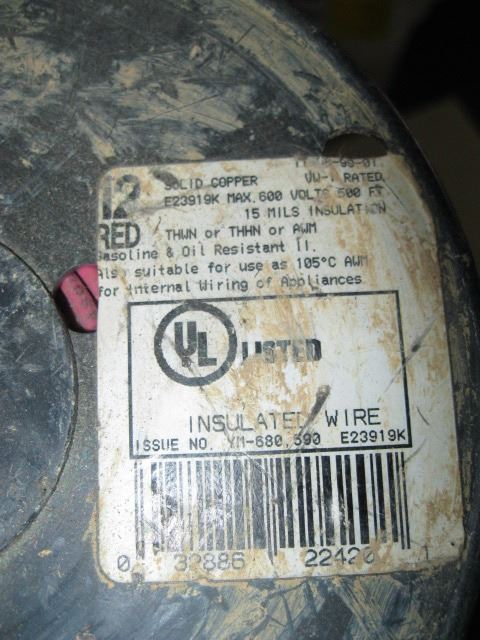 12 SOLID COPPER VW-1 RATED
E23919K MAX.600 VOLTS 500 FT
15 MILS INSULATION
RED THWN or THHN or AWM
Gasoline & Oil Resistant II.
Also suitable for use as 105°C AWM
for Internal Wiring of Appliances
UL LISTED
INSULATED WIRE
ISSUE NO. YM-680,590 E23919K
0 32886 22420 1